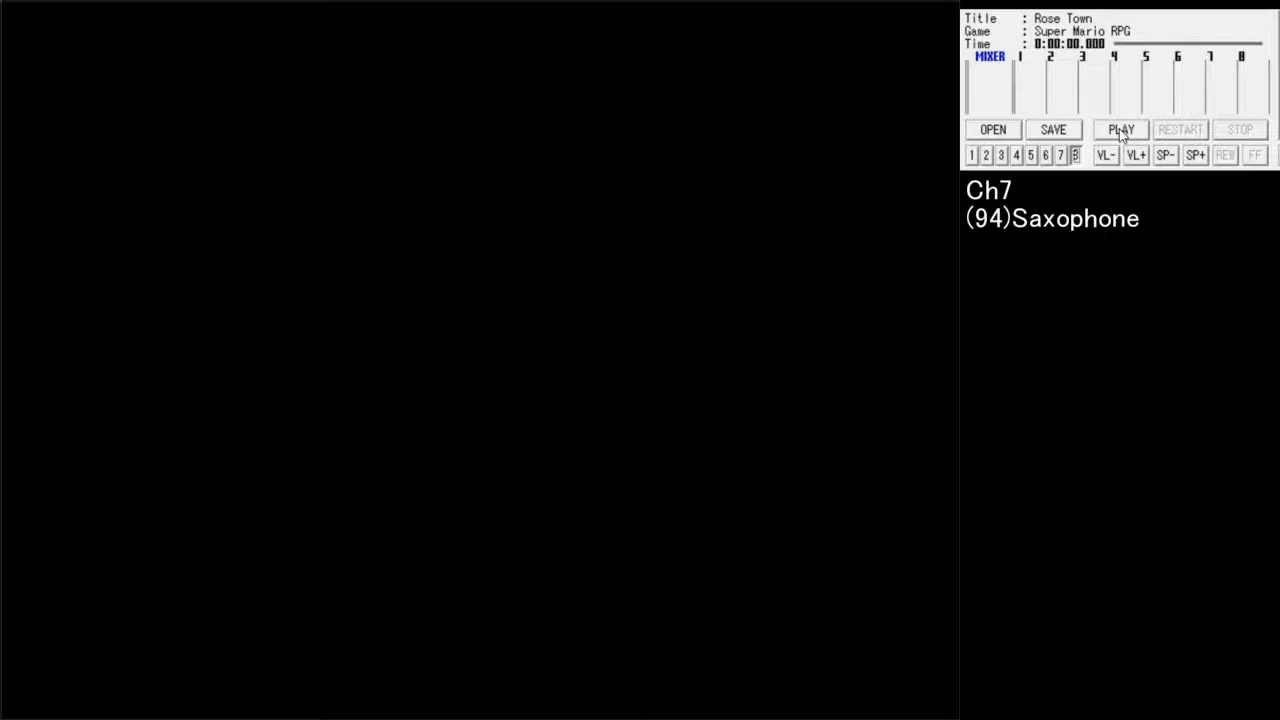 Title : Rose Town
Game : Super Mario RPG
Time : 0:00:00.000
MIXER 1 2 3 4 5 6 7 8
OPEN SAVE PLAY RESTART STOP
1 2 3 4 5 6 7 8 VL- VL+ SP- SP+ REW FF
Ch7
(94)Saxophone